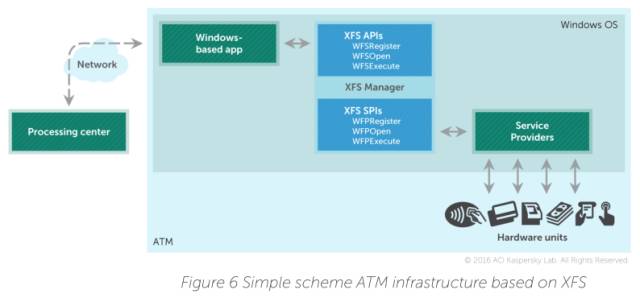 Windows OS
Windows-
based app
XFS APIs
WFSRegister
WFSOpen
WFSExecute
Network
XFS Manager
XFS SPIs
WFPRegister
WFPOpen
WFPExecute
Processing center
Service
Providers
Hardware units
ATM
© 2016 AO Kaspersky Lab. All Rights Reserved.
Figure 6 Simple scheme ATM infrastructure based on XFS